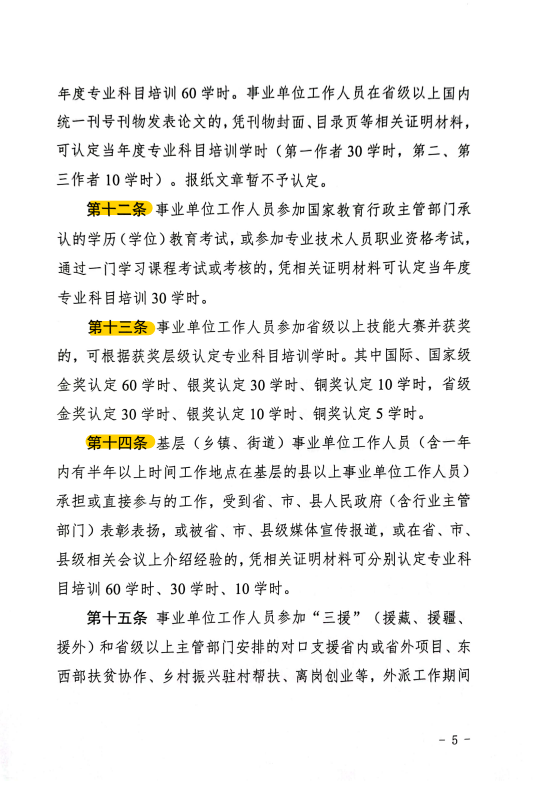 年度专业科目培训 60 学时。事业单位工作人员在省级以上国内
统一刊号刊物发表论文的，凭刊物封面、目录页等相关证明材料，
可认定当年度专业科目培训学时（第一作者 30 学时，第二、第
三作者 10 学时）。报纸文章暂不予认定。
第十二条 事业单位工作人员参加国家教育行政主管部门承
认的学历（学位）教育考试，或参加专业技术人员职业资格考试，
通过一门学习课程考试或考核的，凭相关证明材料可认定当年度
专业科目培训 30 学时。
第十三条 事业单位工作人员参加省级以上技能大赛并获奖
的，可根据获奖层级认定专业科目培训学时。其中国际、国家级
金奖认定 60 学时、银奖认定 30 学时、铜奖认定 10 学时，省级
金奖认定 30 学时、银奖认定 10 学时、铜奖认定 5 学时。
第十四条 基层（乡镇、街道）事业单位工作人员（含一年
内有半年以上时间工作地点在基层的县以上事业单位工作人员）
承担或直接参与的工作，受到省、市、县人民政府（含行业主管
部门）表彰表扬，或被省、市、县级媒体宣传报道，或在省、市、
县级相关会议上介绍经验的，凭相关证明材料可分别认定专业科
目培训 60 学时、30 学时、10 学时。
第十五条 事业单位工作人员参加“三援”（援藏、援疆、
援外）和省级以上主管部门安排的对口支援省内或省外项目、东
西部扶贫协作、乡村振兴驻村帮扶、离岗创业等，外派工作期间
- 5 -